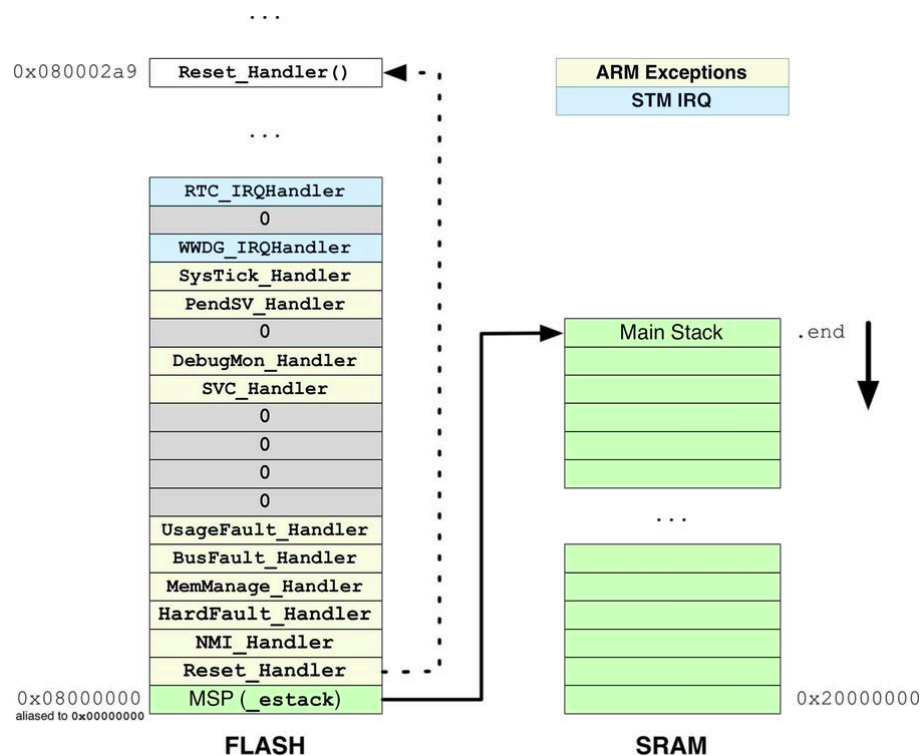 ...
0x080002a9
Reset_Handler()
ARM Exceptions
STM IRQ
...
RTC_IRQHandler
0
WWDG_IRQHandler
SysTick_Handler
PendSV_Handler
0
DebugMon_Handler
SVC_Handler
0
0
0
0
UsageFault_Handler
BusFault_Handler
MemManage_Handler
HardFault_Handler
NMI_Handler
Reset_Handler
0x08000000
aliased to 0x00000000
MSP (_estack)
FLASH
Main Stack
.end
...
0x20000000
SRAM